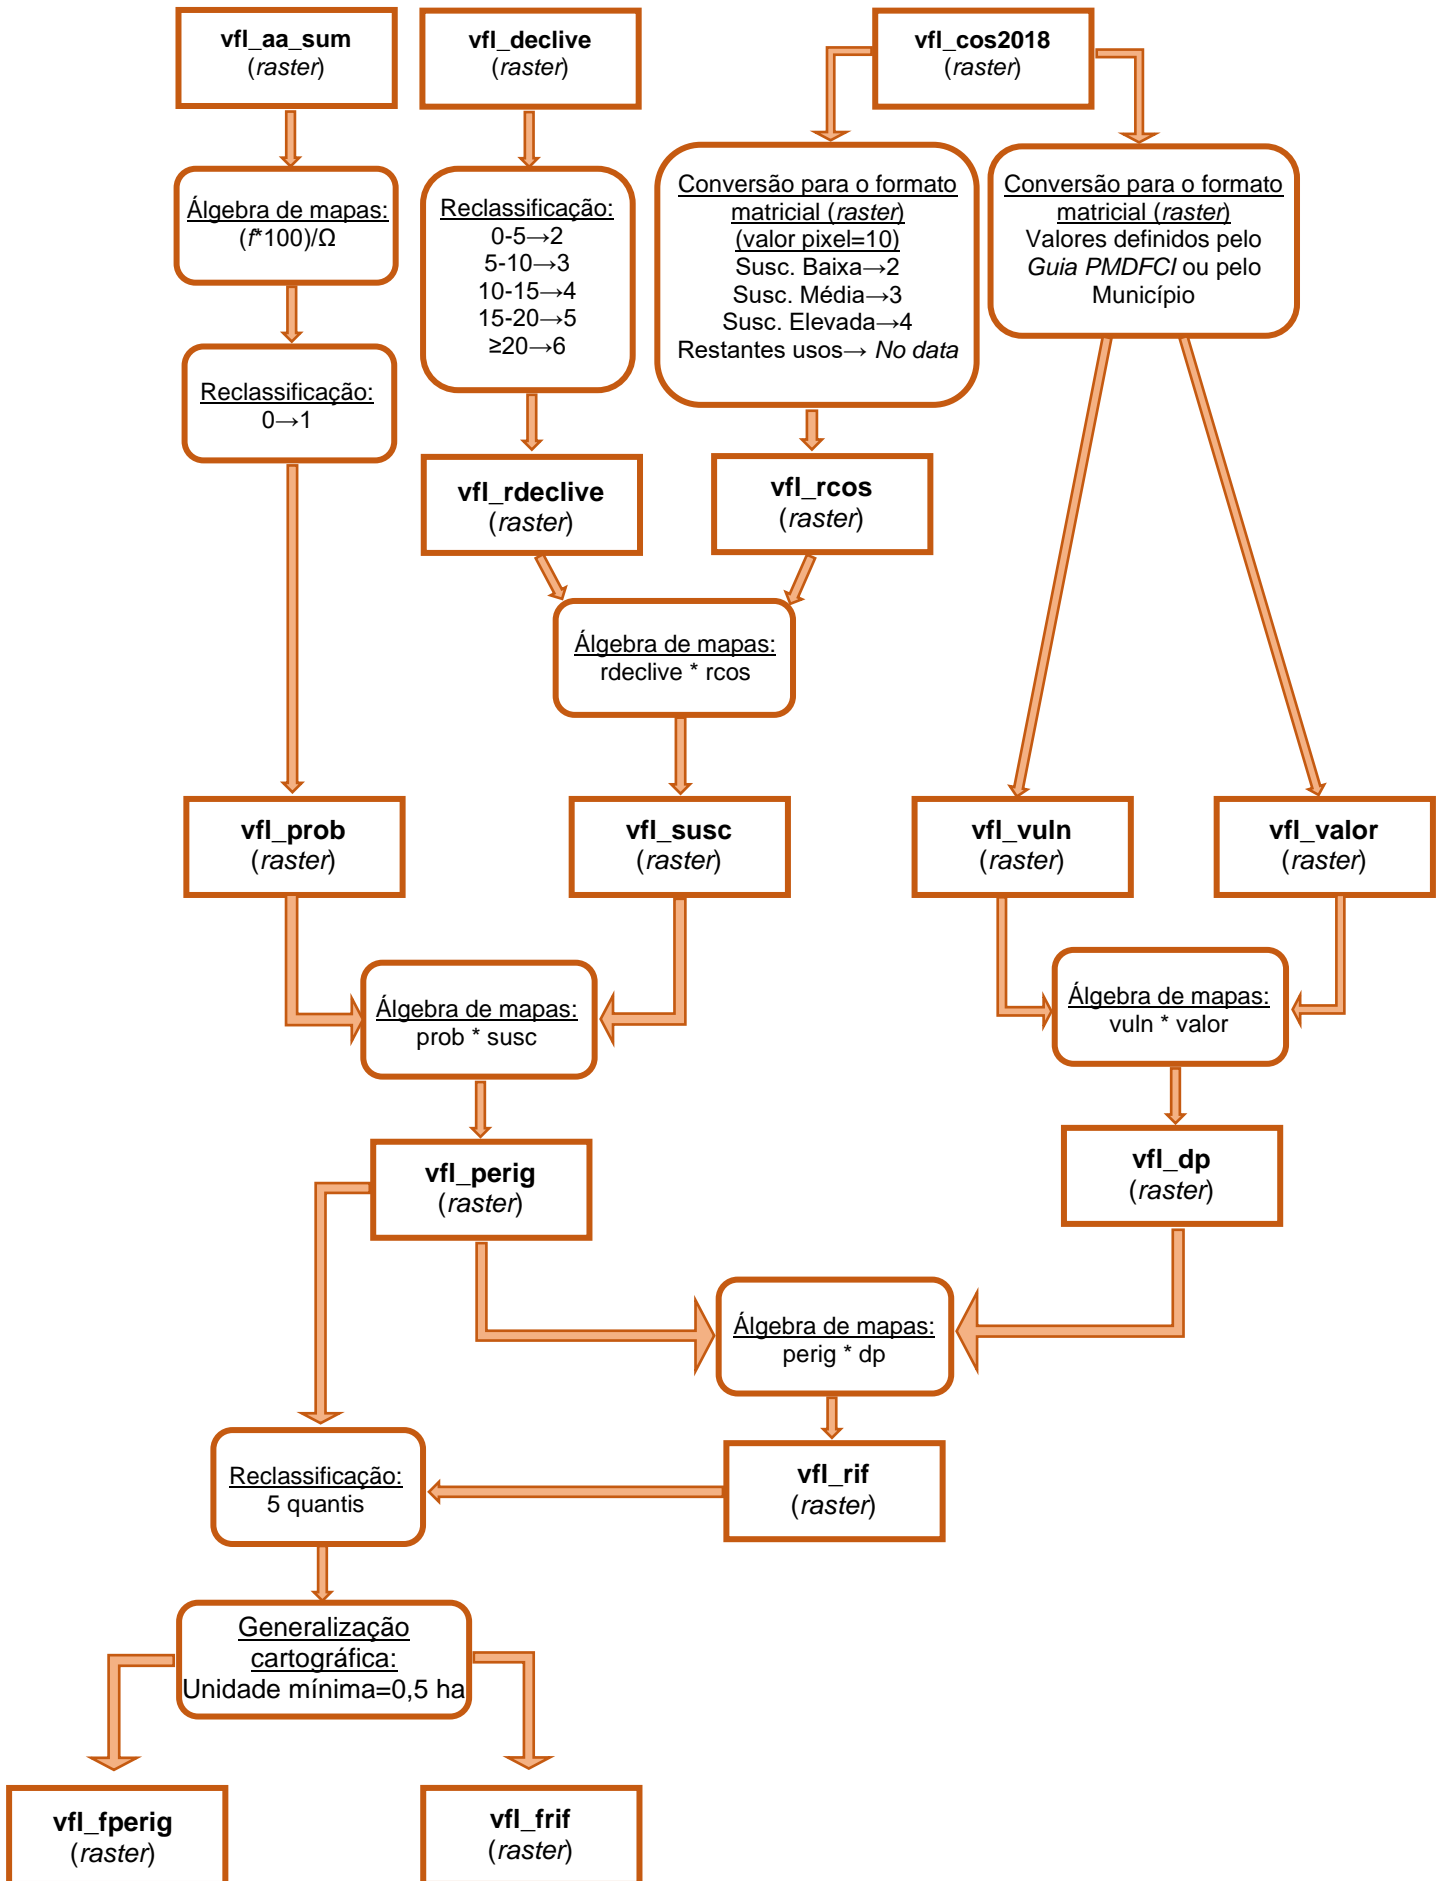 vfl_aa_sum
(raster)
vfl_declive
(raster)
vfl_cos2018
(raster)
Álgebra de mapas:
(f*100)/Ω
Reclassificação:
0-5→2
5-10→3
10-15→4
15-20→5
≥20→6
Conversão para o formato
matricial (raster)
(valor pixel=10)
Susc. Baixa→2
Susc. Média→3
Susc. Elevada→4
Restantes usos→ No data
Conversão para o formato
matricial (raster)
Valores definidos pelo
Guia PMDFCI ou pelo
Município
Reclassificação:
0→1
vfl_rdeclive
(raster)
vfl_rcos
(raster)
Álgebra de mapas:
rdeclive * rcos
vfl_prob
(raster)
vfl_susc
(raster)
vfl_vuln
(raster)
vfl_valor
(raster)
Álgebra de mapas:
prob * susc
Álgebra de mapas:
vuln * valor
vfl_perig
(raster)
vfl_dp
(raster)
Álgebra de mapas:
perig * dp
Reclassificação:
5 quantis
vfl_rif
(raster)
Generalização
cartográfica:
Unidade mínima=0,5 ha
vfl_fperig
(raster)
vfl_frif
(raster)